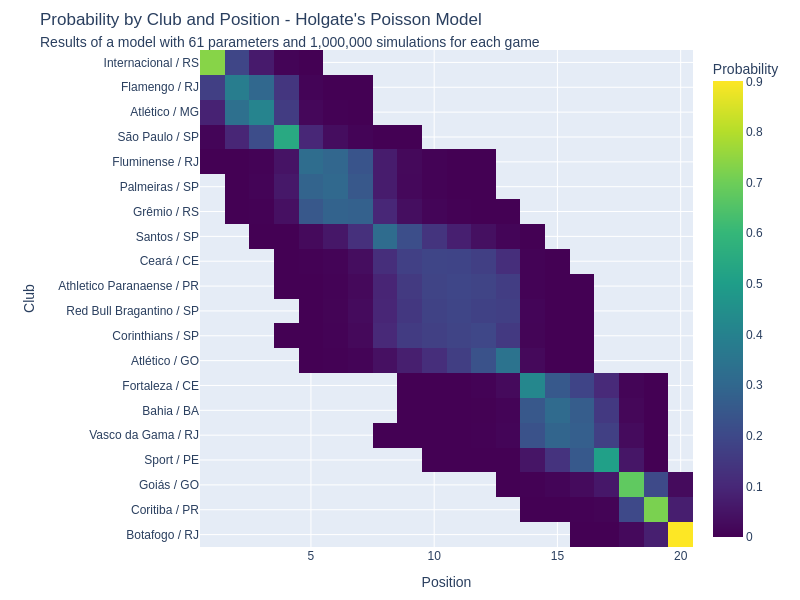 Probability by Club and Position - Holgate's Poisson Model
Results of a model with 61 parameters and 1,000,000 simulations for each game
Internacional / RS
Flamengo / RJ
Atlético / MG
São Paulo / SP
Fluminense / RJ
Palmeiras / SP
Grêmio / RS
Santos / SP
Ceará / CE
Athletico Paranaense / PR
Red Bull Bragantino / SP
Corinthians / SP
Atlético / GO
Fortaleza / CE
Bahia / BA
Vasco da Gama / RJ
Sport / PE
Goiás / GO
Coritiba / PR
Botafogo / RJ
Club
5 10 15 20
Position
Probability
0.9
0.8
0.7
0.6
0.5
0.4
0.3
0.2
0.1
0